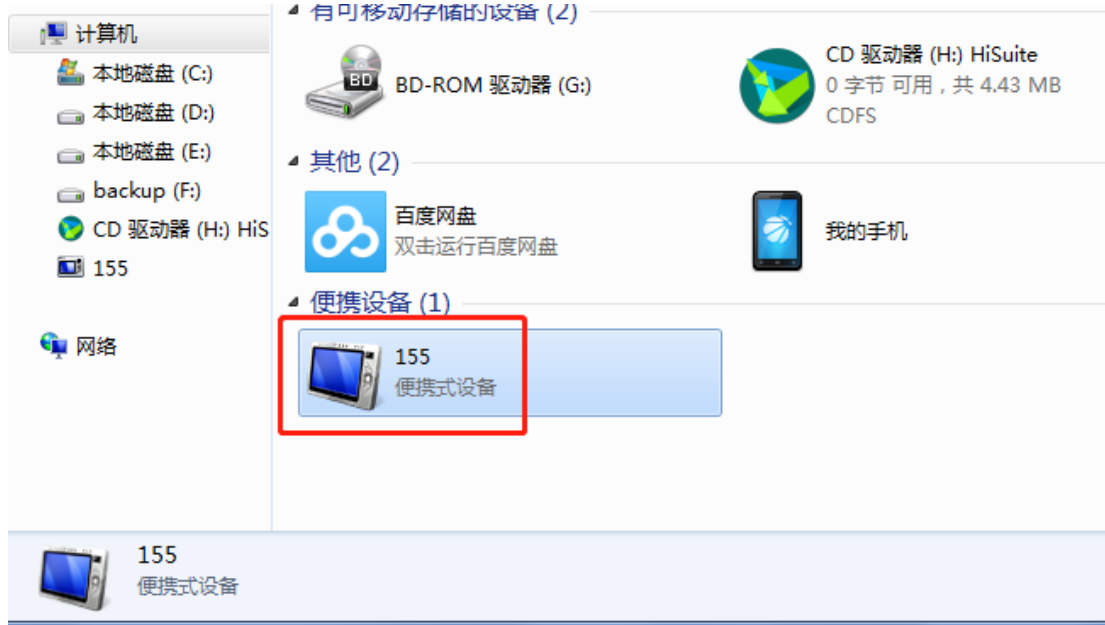 计算机
本地磁盘 (C:)
本地磁盘 (D:)
本地磁盘 (E:)
backup (F:)
CD 驱动器 (H:) HiS
155
网络
有可移动存储的设备 (2)
BD-ROM 驱动器 (G:)
BD
CD 驱动器 (H:) HiSuite
0 字节 可用，共 4.43 MB
CDFS
其他 (2)
百度网盘
双击运行百度网盘
我的手机
便携设备 (1)
155
便携式设备
155
便携式设备